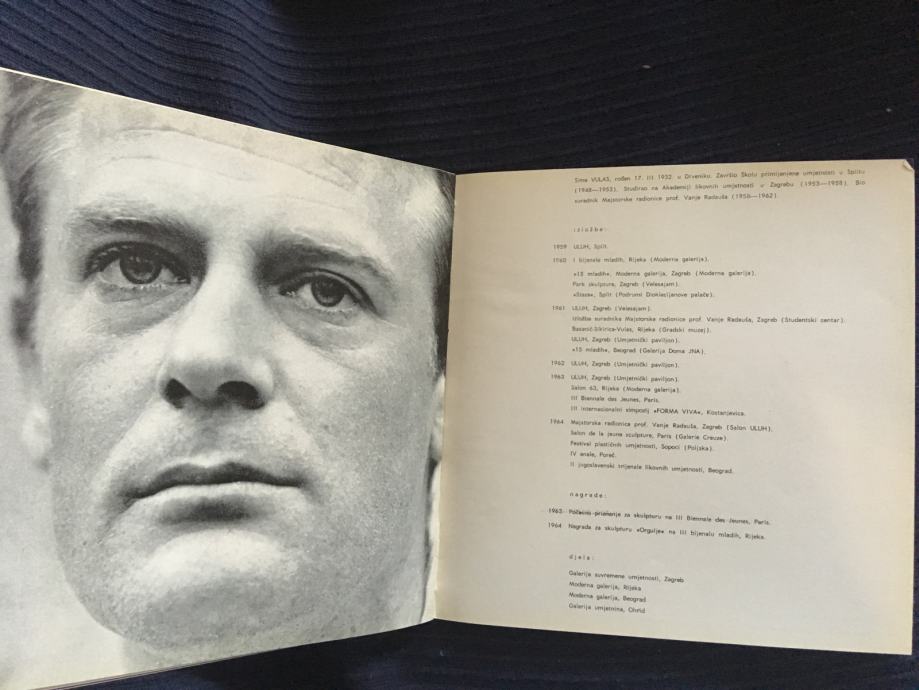 Šime VULAS, rođen 17. III 1932. u Drveniku. Završio Školu primijenjene umjetnosti u Splitu
(1948—1953). Studirao na Akademiji likovnih umjetnosti u Zagrebu (1953—1958). Bio
suradnik Majstorske radionice prof. Vanje Radauša (1958—1962).
izložbe:
1959 ULUH, Split.
1960 I bijenale mladih, Rijeka (Moderna galerija).
»15 mladih«, Moderna galerija, Zagreb (Moderna galerija).
Park skulptura, Zagreb (Velesajam).
Split (Podrumi Dioklecijanove palače).
1961 ULUH, Zagreb (Velesajam).
Izložba suradnika Majstorske radionice prof. Vanje Radauša, Zagreb (Studentski centar).
Basanić-Sikirica-Vulas, Rijeka (Gradski muzej).
ULUH, Zagreb (Umjetnički paviljon).
»15 mladih«, Beograd (Galerija Doma JNA).
1962 ULUH, Zagreb (Umjetnički paviljon).
1963 ULUH, Zagreb (Umjetnički paviljon).
Salon 63, Rijeka (Moderna galerija).
III Biennale des Jeunes, Paris.
III internacionalni simpozij »FORMA VIVA«, Kostanjevica.
1964 Majstorska radionica prof. Vanje Radauša, Zagreb (Salon ULUH).
Salon de la jeune sculpture, Paris (Galerie Creuze).
Festival plastičnih umjetnosti, Sopoci (Poljska).
IV anale, Poreč.
II jugoslavenski trijenale likovnih umjetnosti, Beograd.
nagrade:
1963 Počasno priznanje za skulpturu na III Biennale des Jeunes, Paris.
1964 Nagrada za skulpturu »Orgulje« na III bijenalu mladih, Rijeka.
djela:
Galerija suvremene umjetnosti, Zagreb
Moderna galerija, Rijeka
Moderna galerija, Beograd
Galerija umjetnina, Ohrid